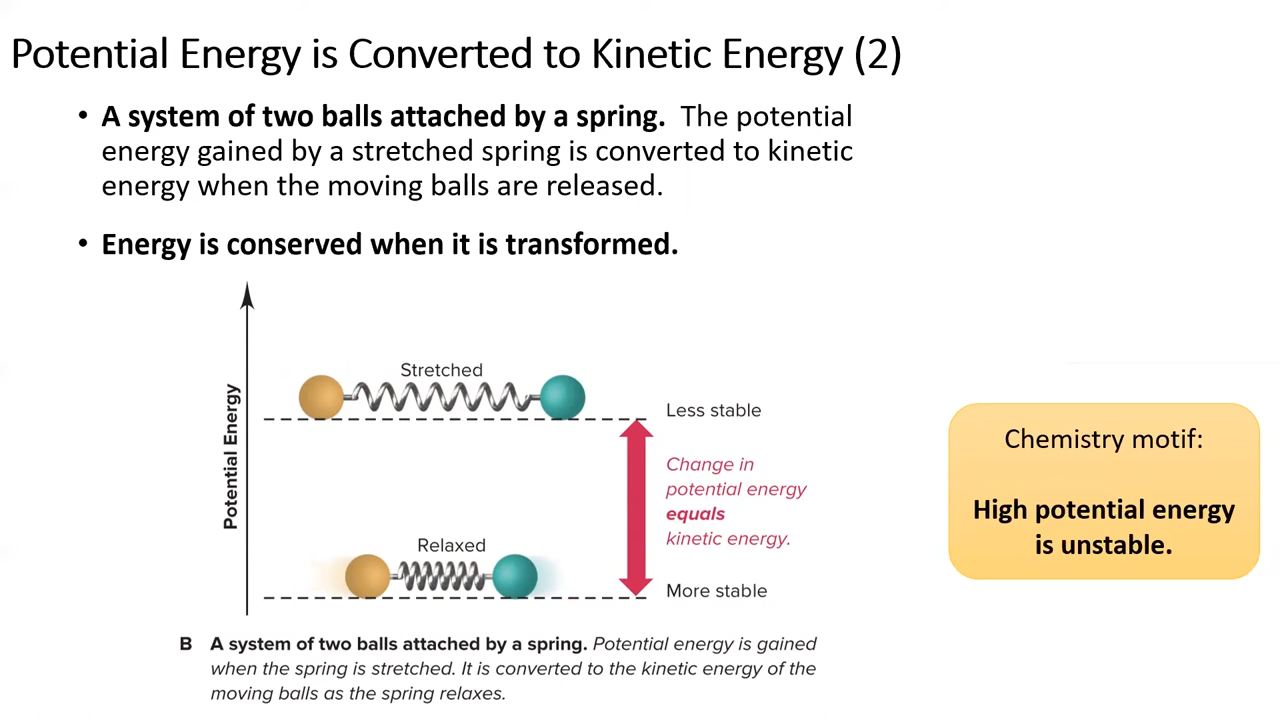 Potential Energy is Converted to Kinetic Energy (2)
• A system of two balls attached by a spring. The potential
energy gained by a stretched spring is converted to kinetic
energy when the moving balls are released.
• Energy is conserved when it is transformed.
Potential Energy
Stretched
Less stable
Change in
potential energy
equals
kinetic energy.
Relaxed
More stable
Chemistry motif:
High potential energy
is unstable.
B A system of two balls attached by a spring. Potential energy is gained
when the spring is stretched. It is converted to the kinetic energy of the
moving balls as the spring relaxes.